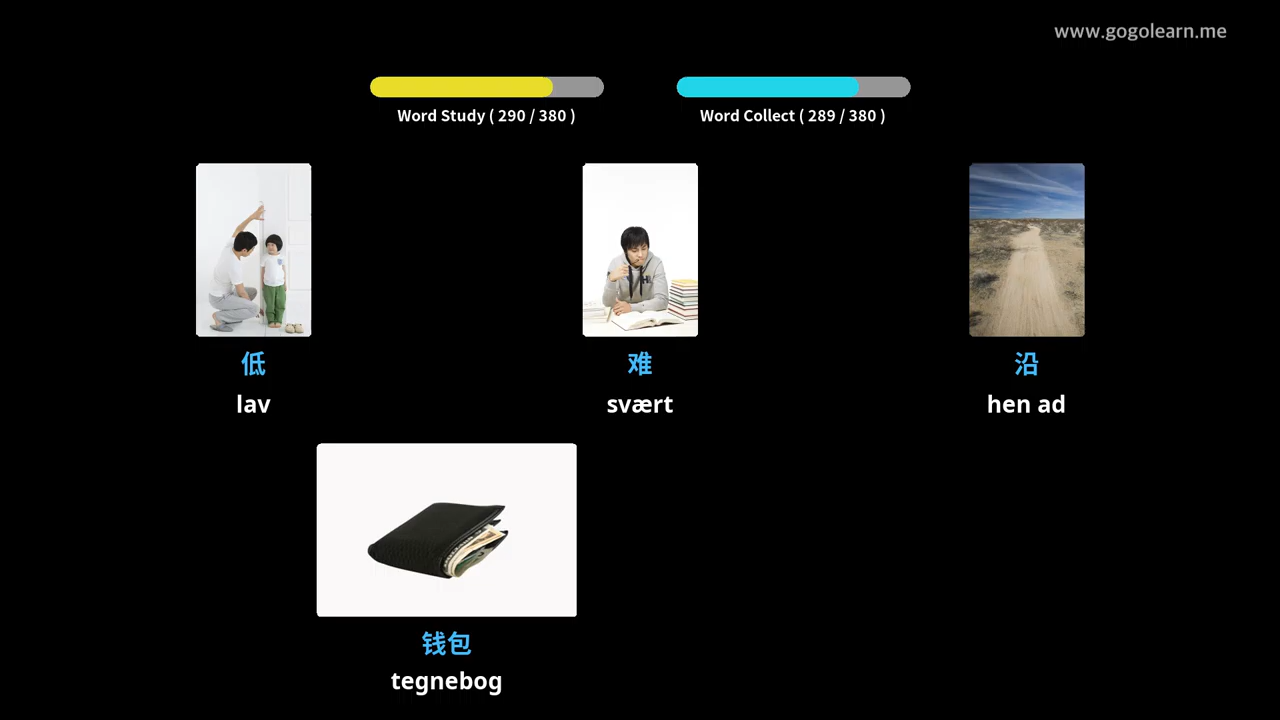 www.gogolearn.me
Word Study ( 290 / 380 )
Word Collect ( 289 / 380 )
低
lav
难
svært
沿
hen ad
钱包
tegnebog